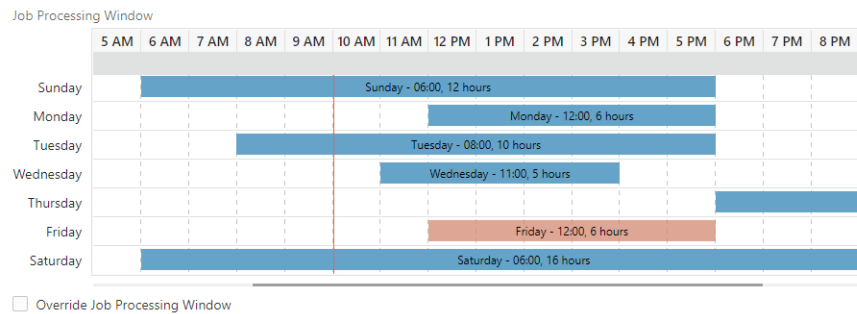 Job Processing Window
5 AM 6 AM 7 AM 8 AM 9 AM 10 AM 11 AM 12 PM 1 PM 2 PM 3 PM 4 PM 5 PM 6 PM 7 PM 8 PM
Sunday Sunday - 06:00, 12 hours
Monday Monday - 12:00, 6 hours
Tuesday Tuesday - 08:00, 10 hours
Wednesday Wednesday - 11:00, 5 hours
Thursday
Friday Friday - 12:00, 6 hours
Saturday Saturday - 06:00, 16 hours
Override Job Processing Window